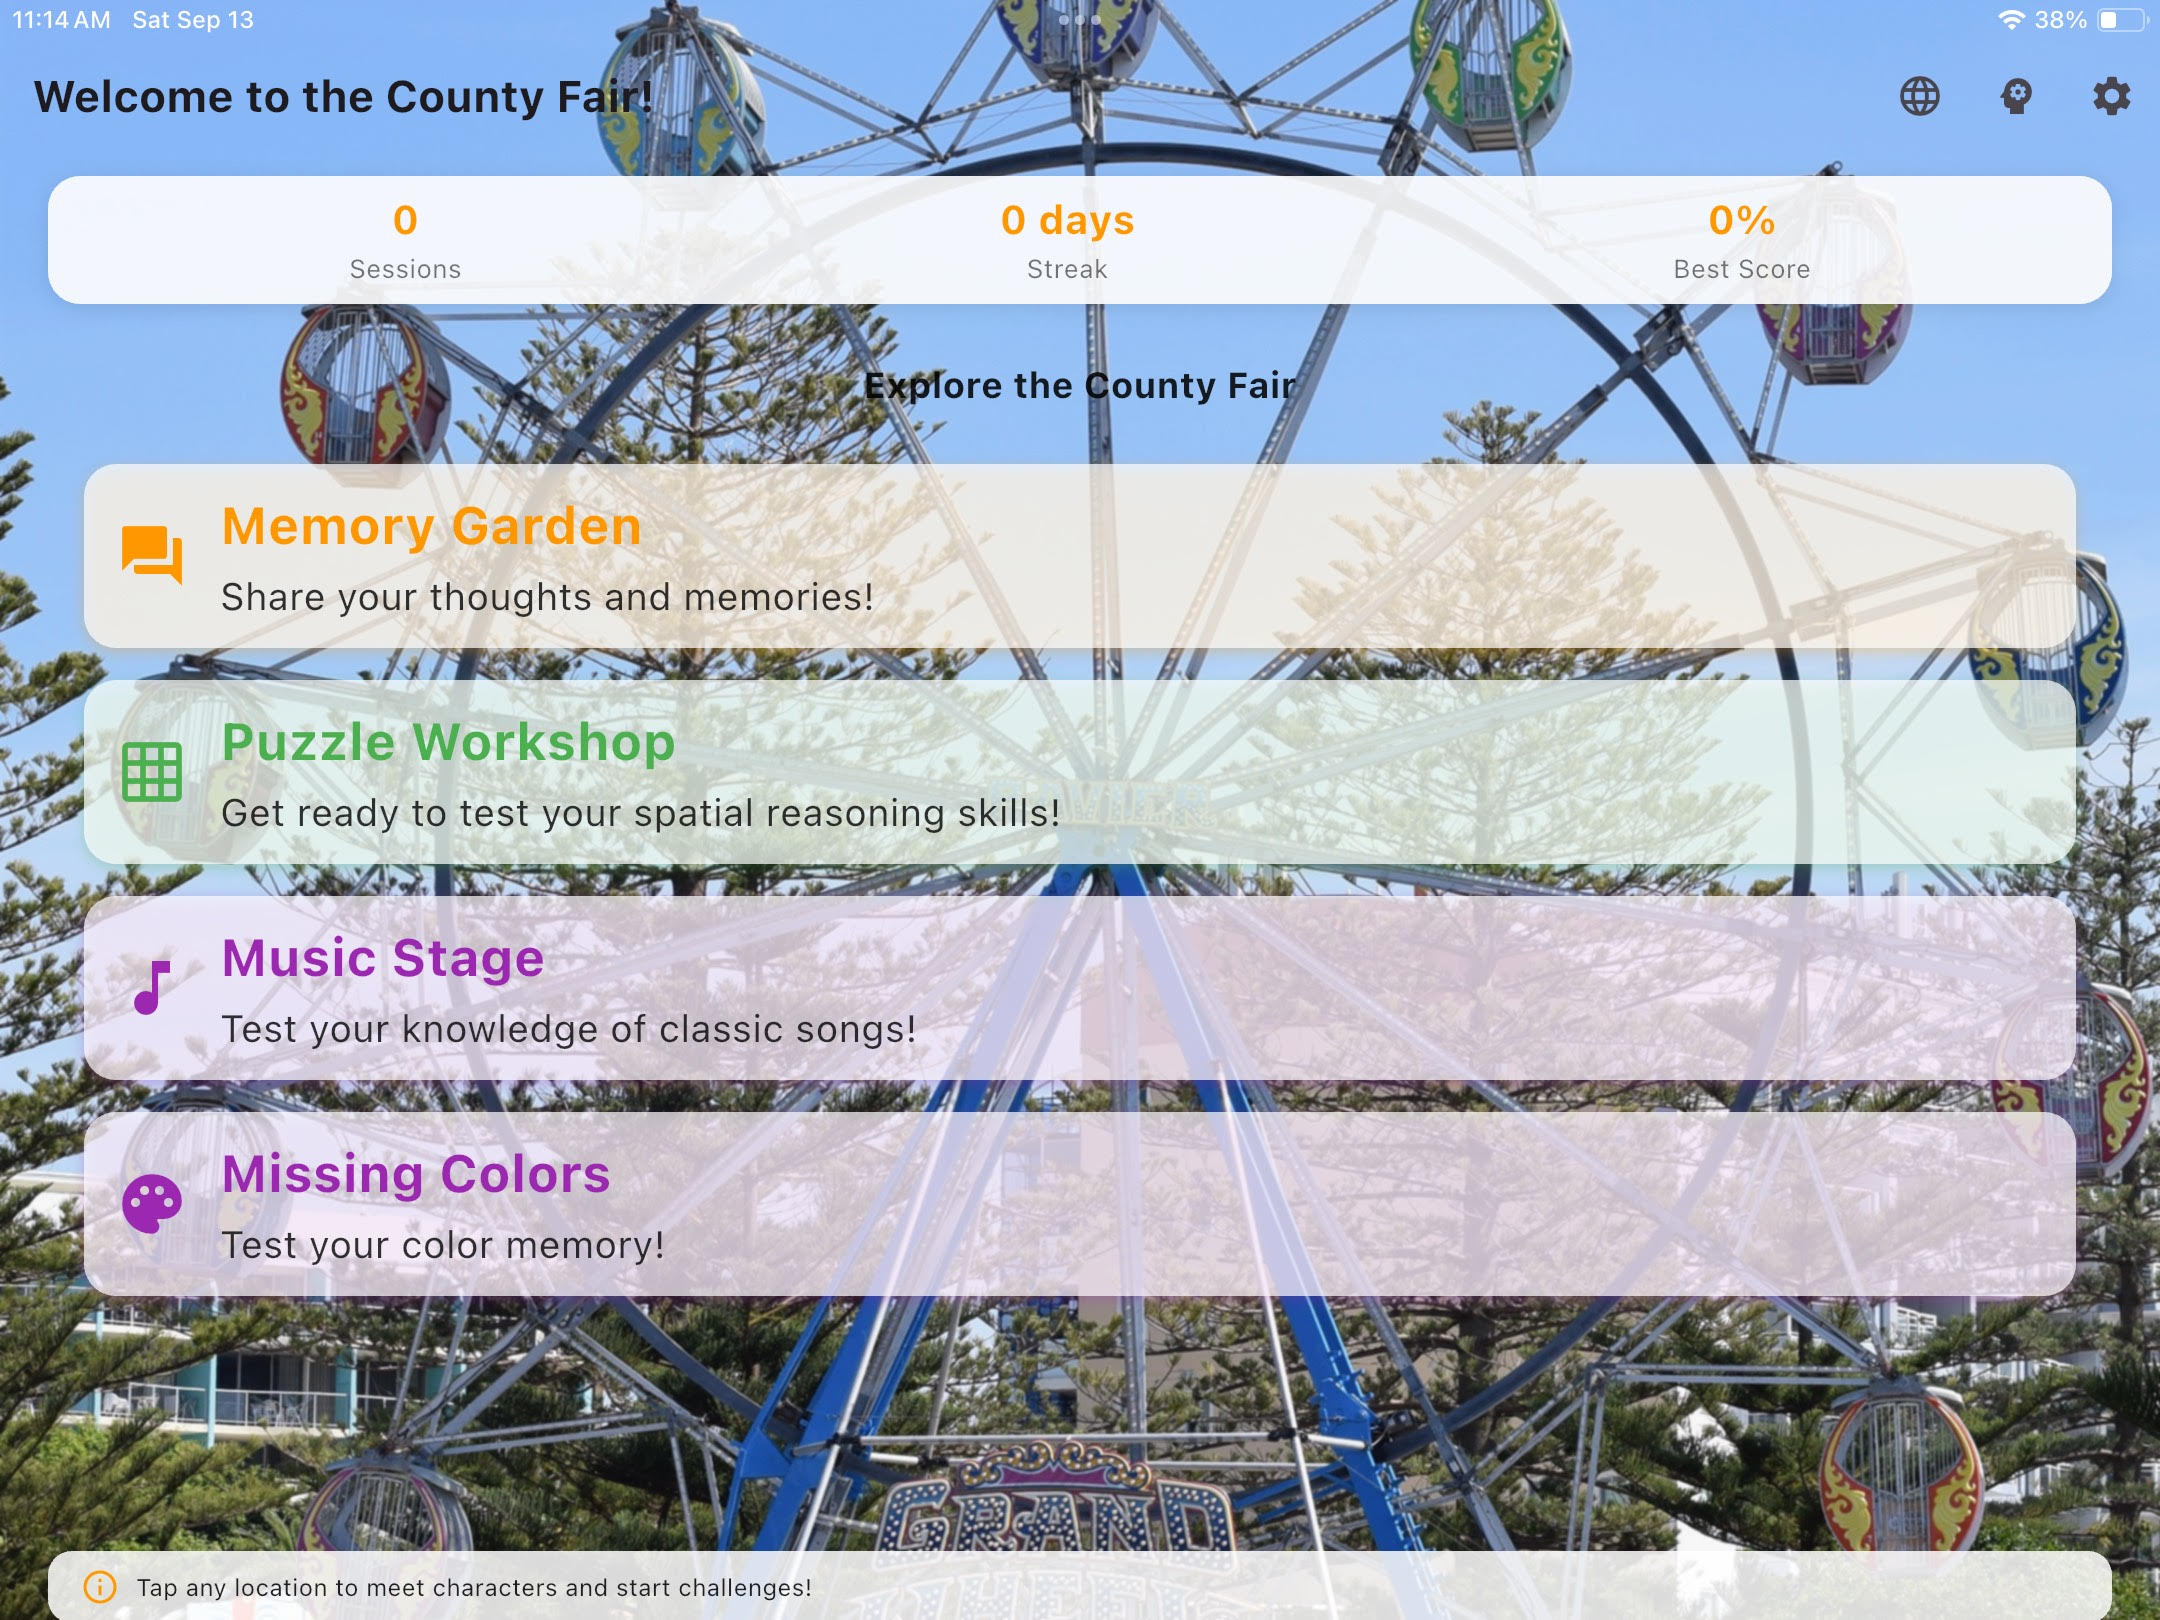 11:14 AM Sat Sep 13
38%
Welcome to the County Fair!
0
Sessions
0 days
Streak
0%
Best Score
Explore the County Fair
Memory Garden
Share your thoughts and memories!
Puzzle Workshop
Get ready to test your spatial reasoning skills!
Music Stage
Test your knowledge of classic songs!
Missing Colors
Test your color memory!
GRAND
WHEEL
Tap any location to meet characters and start challenges!